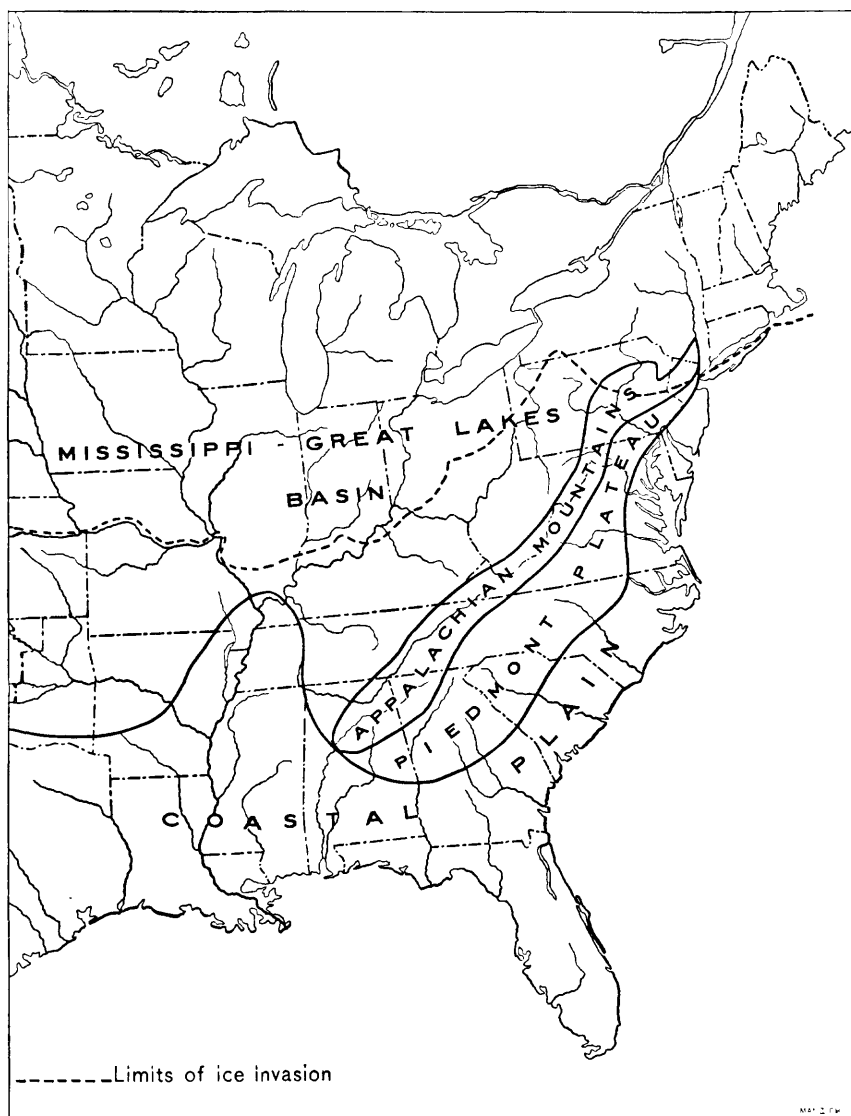 MISSISSIPPI - GREAT LAKES
BASIN
APPALACHIAN MOUNTAINS
PIEDMONT PLATEAU
COASTAL PLAIN
Limits of ice invasion